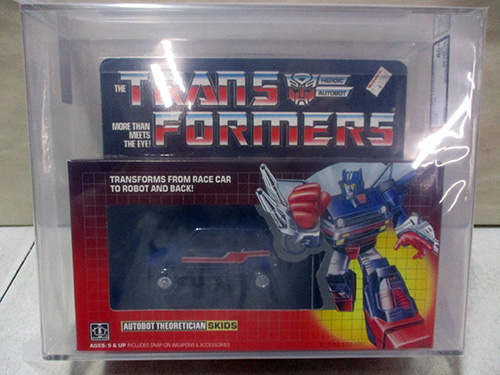 THE TRANSFORMERS
HEROIC
AUTOBOT
MORE THAN
MEETS
THE EYE!
TRANSFORMS FROM RACE CAR
TO ROBOT AND BACK!
AUTOBOT THEORETICIAN SKIDS
AGES: 5 & UP INCLUDES SNAP ON WEAPONS & ACCESSORIES